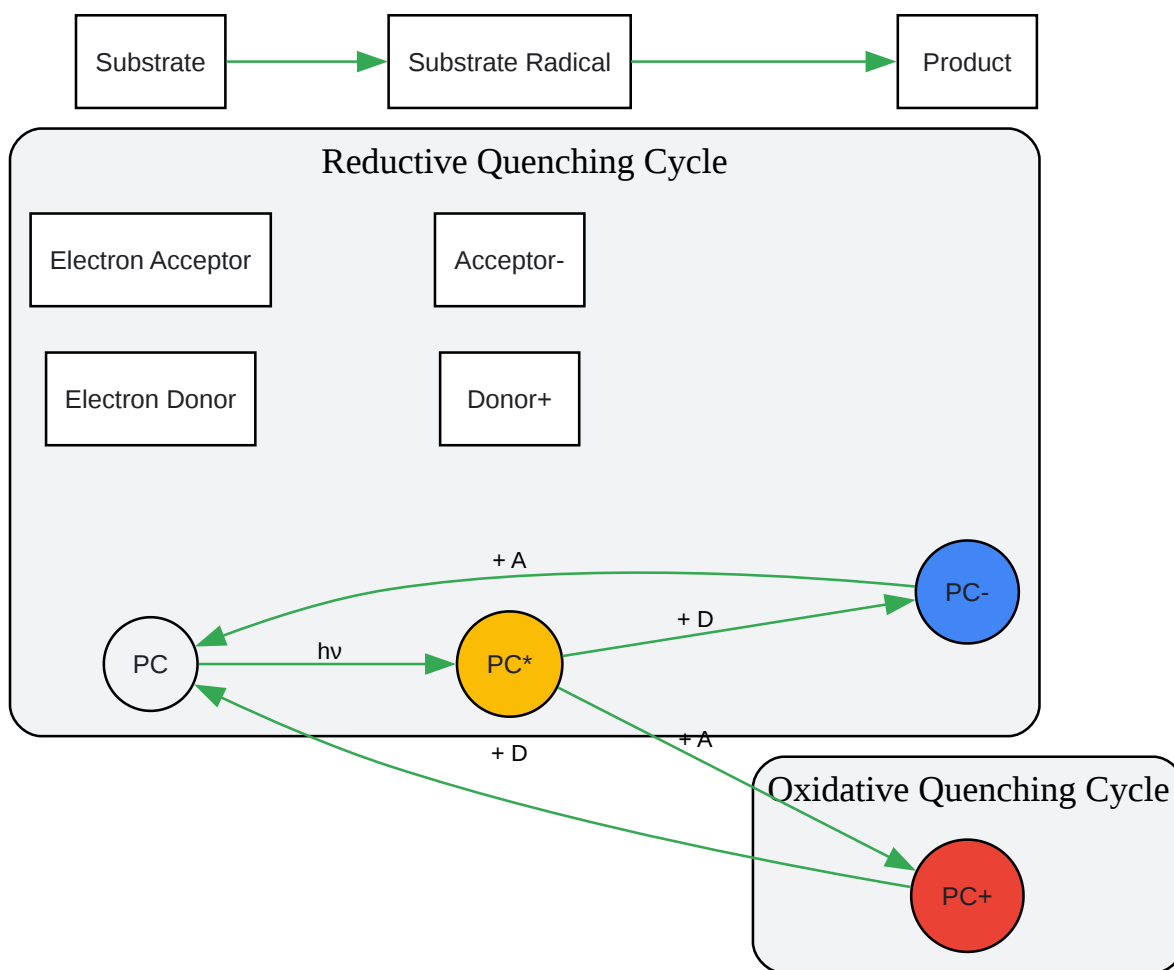 Substrate
Substrate Radical
Product
Reductive Quenching Cycle
Electron Acceptor
Acceptor-
Electron Donor
Donor+
+ A
PC-
+ D
PC
hν
PC*
+ A
+ D
Oxidative Quenching Cycle
PC+